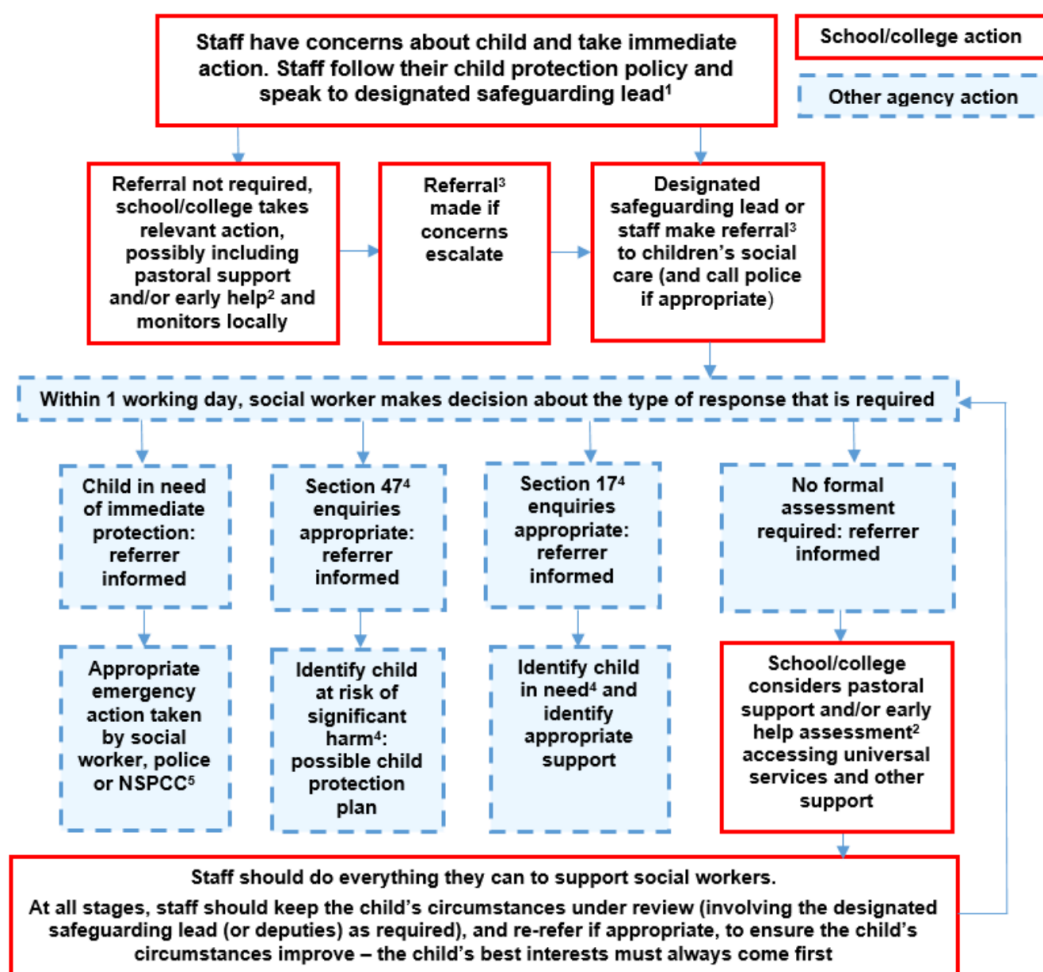 Staff have concerns about child and take immediate
action. Staff follow their child protection policy and
speak to designated safeguarding lead¹
School/college action
Other agency action
Referral not required,
school/college takes
relevant action,
possibly including
pastoral support
and/or early help² and
monitors locally
Referral³
made if
concerns
escalate
Designated
safeguarding lead or
staff make referral³
to children’s social
care (and call police
if appropriate)
Within 1 working day, social worker makes decision about the type of response that is required
Child in need
of immediate
protection:
referrer
informed
Section 47⁴
enquiries
appropriate:
referrer
informed
Section 17⁴
enquiries
appropriate:
referrer
informed
No formal
assessment
required: referrer
informed
Appropriate
emergency
action taken
by social
worker, police
or NSPCC⁵
Identify child
at risk of
significant
harm⁴:
possible child
protection
plan
Identify child
in need⁴ and
identify
appropriate
support
School/college
considers pastoral
support and/or early
help assessment²
accessing universal
services and other
support
Staff should do everything they can to support social workers.
At all stages, staff should keep the child’s circumstances under review (involving the designated
safeguarding lead (or deputies) as required), and re-refer if appropriate, to ensure the child’s
circumstances improve – the child’s best interests must always come first